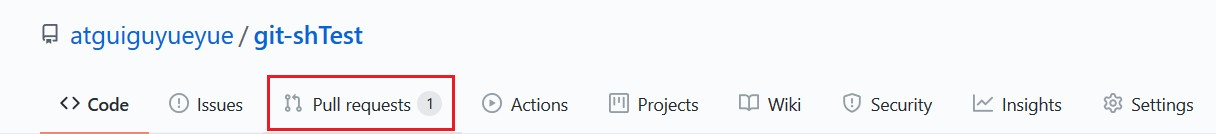 atguiguyueyue / git-shTest
Code Issues Pull requests 1 Actions Projects Wiki Security Insights Settings